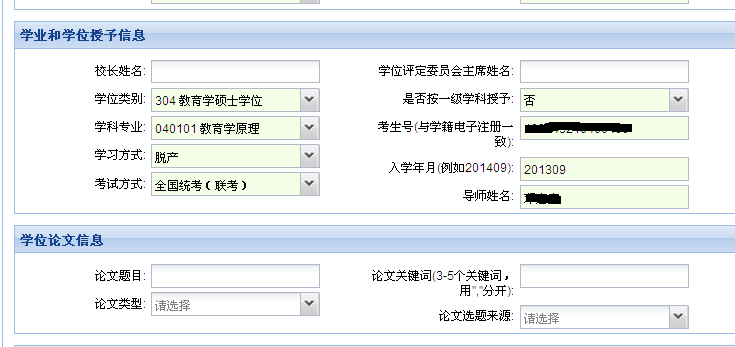 学业和学位授予信息
校长姓名:
学位评定委员会主席姓名:
学位类别: 304 教育学硕士学位
是否按一级学科授予: 否
学科专业: 040101 教育学原理
考生号(与学籍电子注册一
致):
学习方式: 脱产
入学年月(例如201409): 201309
考试方式: 全国统考（联考）
导师姓名:
学位论文信息
论文题目:
论文关键词(3-5个关键词，
用","分开):
论文类型: 请选择
论文选题来源: 请选择